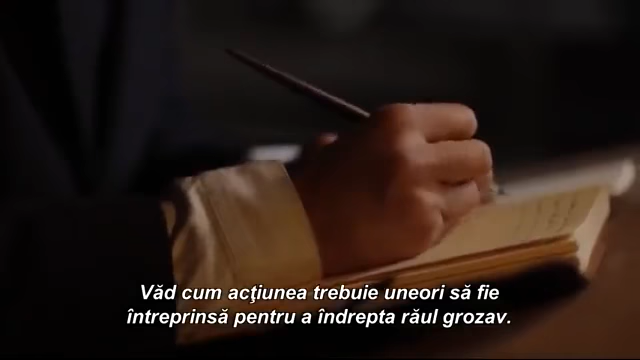 Văd cum acţiunea trebuie uneori să fie
întreprinsă pentru a îndrepta răul grozav.